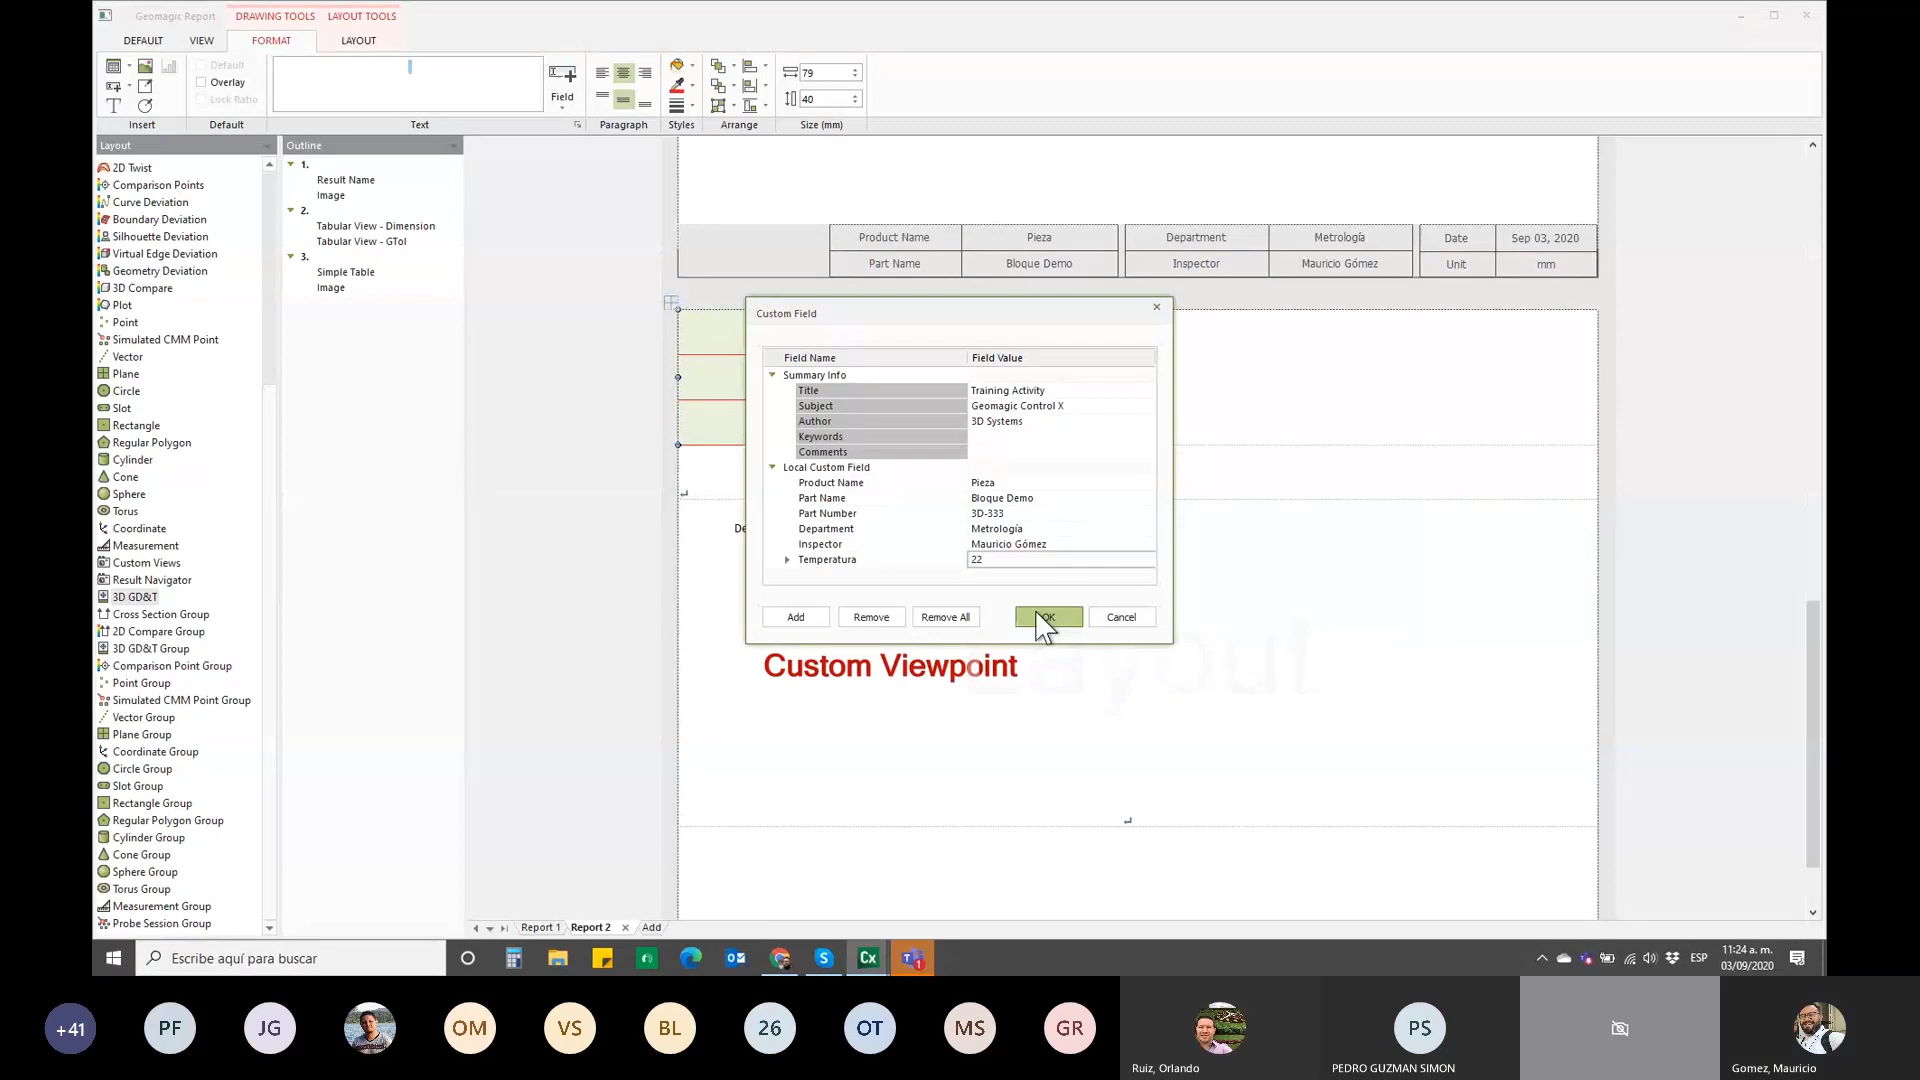 Geomagic Report
DRAWING TOOLS
LAYOUT TOOLS
DEFAULT
VIEW
FORMAT
LAYOUT
Default
Overlay
Lock Ratio
Field
79
40
Insert
Default
Text
Paragraph
Styles
Arrange
Size (mm)
Layout
2D Twist
Comparison Points
Curve Deviation
Boundary Deviation
Silhouette Deviation
Virtual Edge Deviation
Geometry Deviation
3D Compare
Plot
Point
Simulated CMM Point
Vector
Plane
Circle
Slot
Rectangle
Regular Polygon
Cylinder
Cone
Sphere
Torus
Coordinate
Measurement
Custom Views
Result Navigator
3D GD&T
Cross Section Group
2D Compare Group
3D GD&T Group
Comparison Point Group
Point Group
Simulated CMM Point Group
Vector Group
Plane Group
Coordinate Group
Circle Group
Slot Group
Rectangle Group
Regular Polygon Group
Cylinder Group
Cone Group
Sphere Group
Torus Group
Measurement Group
Probe Session Group
Outline
1.
Result Name
Image
2.
Tabular View - Dimension
Tabular View - GTol
3.
Simple Table
Image
Product Name Pieza Department Metrología Date Sep 03, 2020
Part Name Bloque Demo Inspector Mauricio Gómez Unit mm
Custom Field
Field Name Field Value
Summary Info
Title Training Activity
Subject Geomagic Control X
Author 3D Systems
Keywords
Comments
Local Custom Field
Product Name Pieza
Part Name Bloque Demo
Part Number 3D-333
Department Metrología
Inspector Mauricio Gómez
Temperatura 22
Add
Remove
Remove All
OK
Cancel
De
Custom Viewpoint
Layout
Report 1
Report 2
Add
Escribe aquí para buscar
Cx
ESP
11:24 a. m.
03/09/2020
+41
PF
JG
OM
VS
BL
26
OT
MS
GR
PS
Ruiz, Orlando
PEDRO GUZMAN SIMON
Gomez, Mauricio